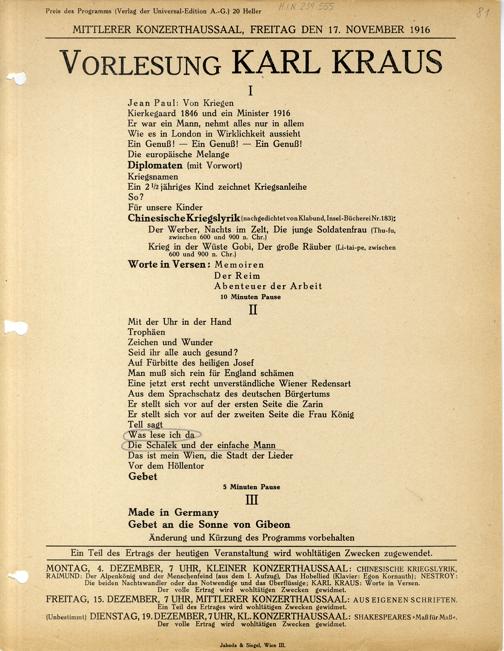 Preis des Programms (Verlag der Universal-Edition A.-G.) 20 Heller
H.I.N. 239.555
81
MITTLERER KONZERTHAUSSAAL, FREITAG DEN 17. NOVEMBER 1916
VORLESUNG KARL KRAUS
I
Jean Paul: Von Kriegen
Kierkegaard 1846 und ein Minister 1916
Er war ein Mann, nehmt alles nur in allem
Wie es in London in Wirklichkeit aussieht
Ein Genuß! — Ein Genuß! — Ein Genuß!
Die europäische Melange
Diplomaten (mit Vorwort)
Kriegsnamen
Ein 2 1/2 jähriges Kind zeichnet Kriegsanleihe
So?
Für unsere Kinder
Chinesische Kriegslyrik (nachgedichtet von Klabund, Insel-Bücherei Nr. 183):
Der Werber, Nachts im Zelt, Die junge Soldatenfrau (Thu-fu,
zwischen 600 und 900 n. Chr.)
Krieg in der Wüste Gobi, Der große Räuber (Li-tai-pe, zwischen
600 und 900 n. Chr.)
Worte in Versen: Memoiren
Der Reim
Abenteuer der Arbeit
10 Minuten Pause
II
Mit der Uhr in der Hand
Trophäen
Zeichen und Wunder
Seid ihr alle auch gesund?
Auf Fürbitte des heiligen Josef
Man muß sich rein für England schämen
Eine jetzt erst recht unverständliche Wiener Redensart
Aus dem Sprachschatz des deutschen Bürgertums
Er stellt sich vor auf der ersten Seite die Zarin
Er stellt sich vor auf der zweiten Seite die Frau König
Tell sagt
Was lese ich da
Die Schalek und der einfache Mann
Das ist mein Wien, die Stadt der Lieder
Vor dem Höllentor
Gebet
5 Minuten Pause
III
Made in Germany
Gebet an die Sonne von Gibeon
Änderung und Kürzung des Programms vorbehalten
Ein Teil des Ertrags der heutigen Veranstaltung wird wohltätigen Zwecken zugewendet.
MONTAG, 4. DEZEMBER, 7 UHR, KLEINER KONZERTHAUSSAAL: CHINESISCHE KRIEGSLYRIK,
RAIMUND: Der Alpenkönig und der Menschenfeind (aus dem I. Aufzug), Das Hobellied (Klavier: Egon Kornauth); NESTROY:
Die beiden Nachtwandler oder das Notwendige und das Überflüssige; KARL KRAUS: Worte in Versen.
Der volle Ertrag wird wohltätigen Zwecken gewidmet.
FREITAG, 15. DEZEMBER, 7 UHR, MITTLERER KONZERTHAUSSAAL: AUS EIGENEN SCHRIFTEN.
Ein Teil des Ertrages wird wohltätigen Zwecken gewidmet.
(Unbestimmt) DIENSTAG, 19. DEZEMBER, 7 UHR, KL. KONZERTHAUSSAAL: SHAKESPEARES »Maß für Maß«.
Der volle Ertrag wird wohltätigen Zwecken gewidmet.
Jahoda & Siegel, Wien III.